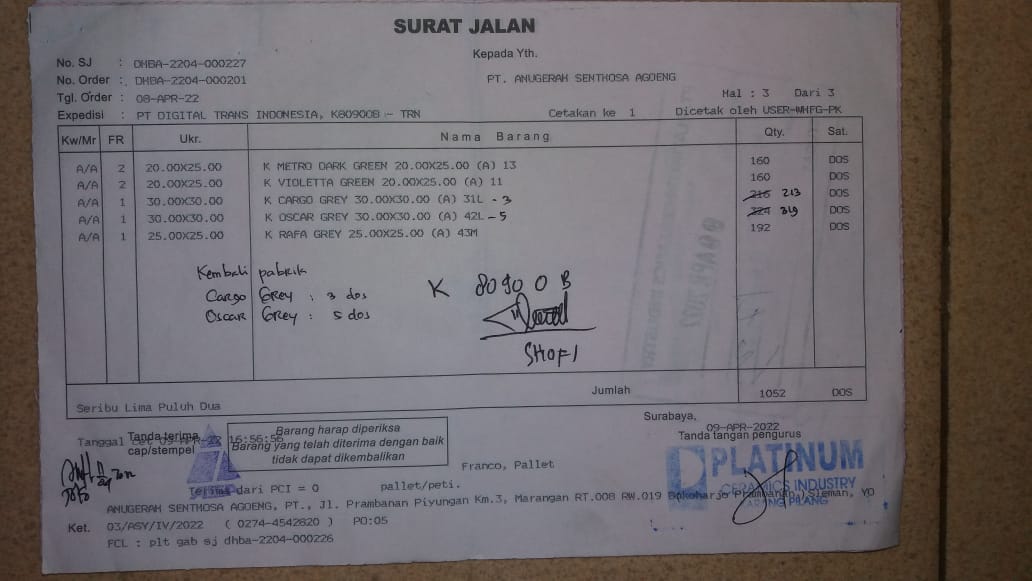 SURAT JALAN
Kepada Yth.
No. SJ : DHBA-2204-000227
No. Order : DHBA-2204-000201
PT. ANUGERAH SENTHOSA AGOENG
Tgl. Order : 08-APR-22
Hal : 3 Dari 3
Expedisi : PT DIGITAL TRANS INDONESIA, K8090OB - TRN Cetakan ke 1 Dicetak oleh USER-WHFG-PK
Kw/Mr FR Ukr. Nama Barang Qty. Sat.
A/A 2 20.00X25.00 K METRO DARK GREEN 20.00X25.00 (A) 13 160 DOS
A/A 2 20.00X25.00 K VIOLETTA GREEN 20.00X25.00 (A) 11 160 DOS
A/A 1 30.00X30.00 K CARGO GREY 30.00X30.00 (A) 31L - 3 216 213 DOS
A/A 1 30.00X30.00 K OSCAR GREY 30.00X30.00 (A) 42L - 5 324 319 DOS
A/A 1 25.00X25.00 K RAFA GREY 25.00X25.00 (A) 43M 192 DOS
Kembali pabrik
Cargo Grey : 3 dos
Oscar Grey : 5 dos
K 8090 OB
SHOFI
Jumlah 1052 DOS
Seribu Lima Puluh Dua
Surabaya,
09-APR-2022
Tanggal cet 09-APR-22 16:56:56
Tanda terima
cap/stempel
Barang harap diperiksa
Barang yang telah diterima dengan baik
tidak dapat dikembalikan
Tanda tangan pengurus
PLATINUM
CERAMICS INDUSTRY
KARANG PILANG
Franco, Pallet
Terima dari PCI = 0 pallet/peti.
ANUGERAH SENTHOSA AGOENG, PT., Jl. Prambanan Piyungan Km.3, Marangan RT.008 RW.019 Bokoharjo Prambanan, Sleman, YO
Ket. 03/ASY/IV/2022 ( 0274-4542820 ) PO:05
FCL : plt gab sj dhba-2204-000226